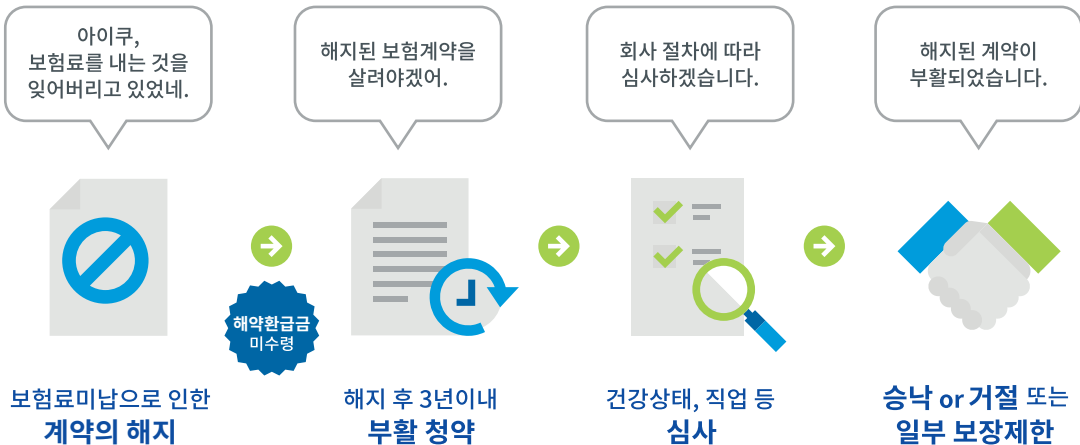 아이쿠,
보험료를 내는 것을
잊어버리고 있었네.
해지된 보험계약을
살려야겠어.
회사 절차에 따라
심사하겠습니다.
해지된 계약이
부활되었습니다.
해약환급금
미수령
보험료미납으로 인한
계약의 해지
해지 후 3년이내
부활 청약
건강상태, 직업 등
심사
승낙 or 거절 또는
일부 보장제한